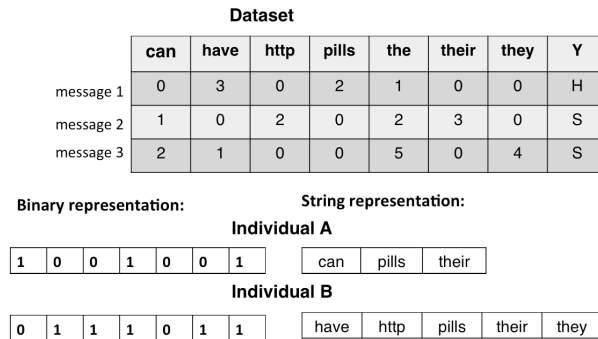 Dataset
can have http pills the their they Y
message 1 0 3 0 2 1 0 0 H
message 2 1 0 2 0 2 3 0 S
message 3 2 1 0 0 5 0 4 S
Binary representation: String representation:
Individual A
1 0 0 1 0 0 1 can pills their
Individual B
0 1 1 1 0 1 1 have http pills their they